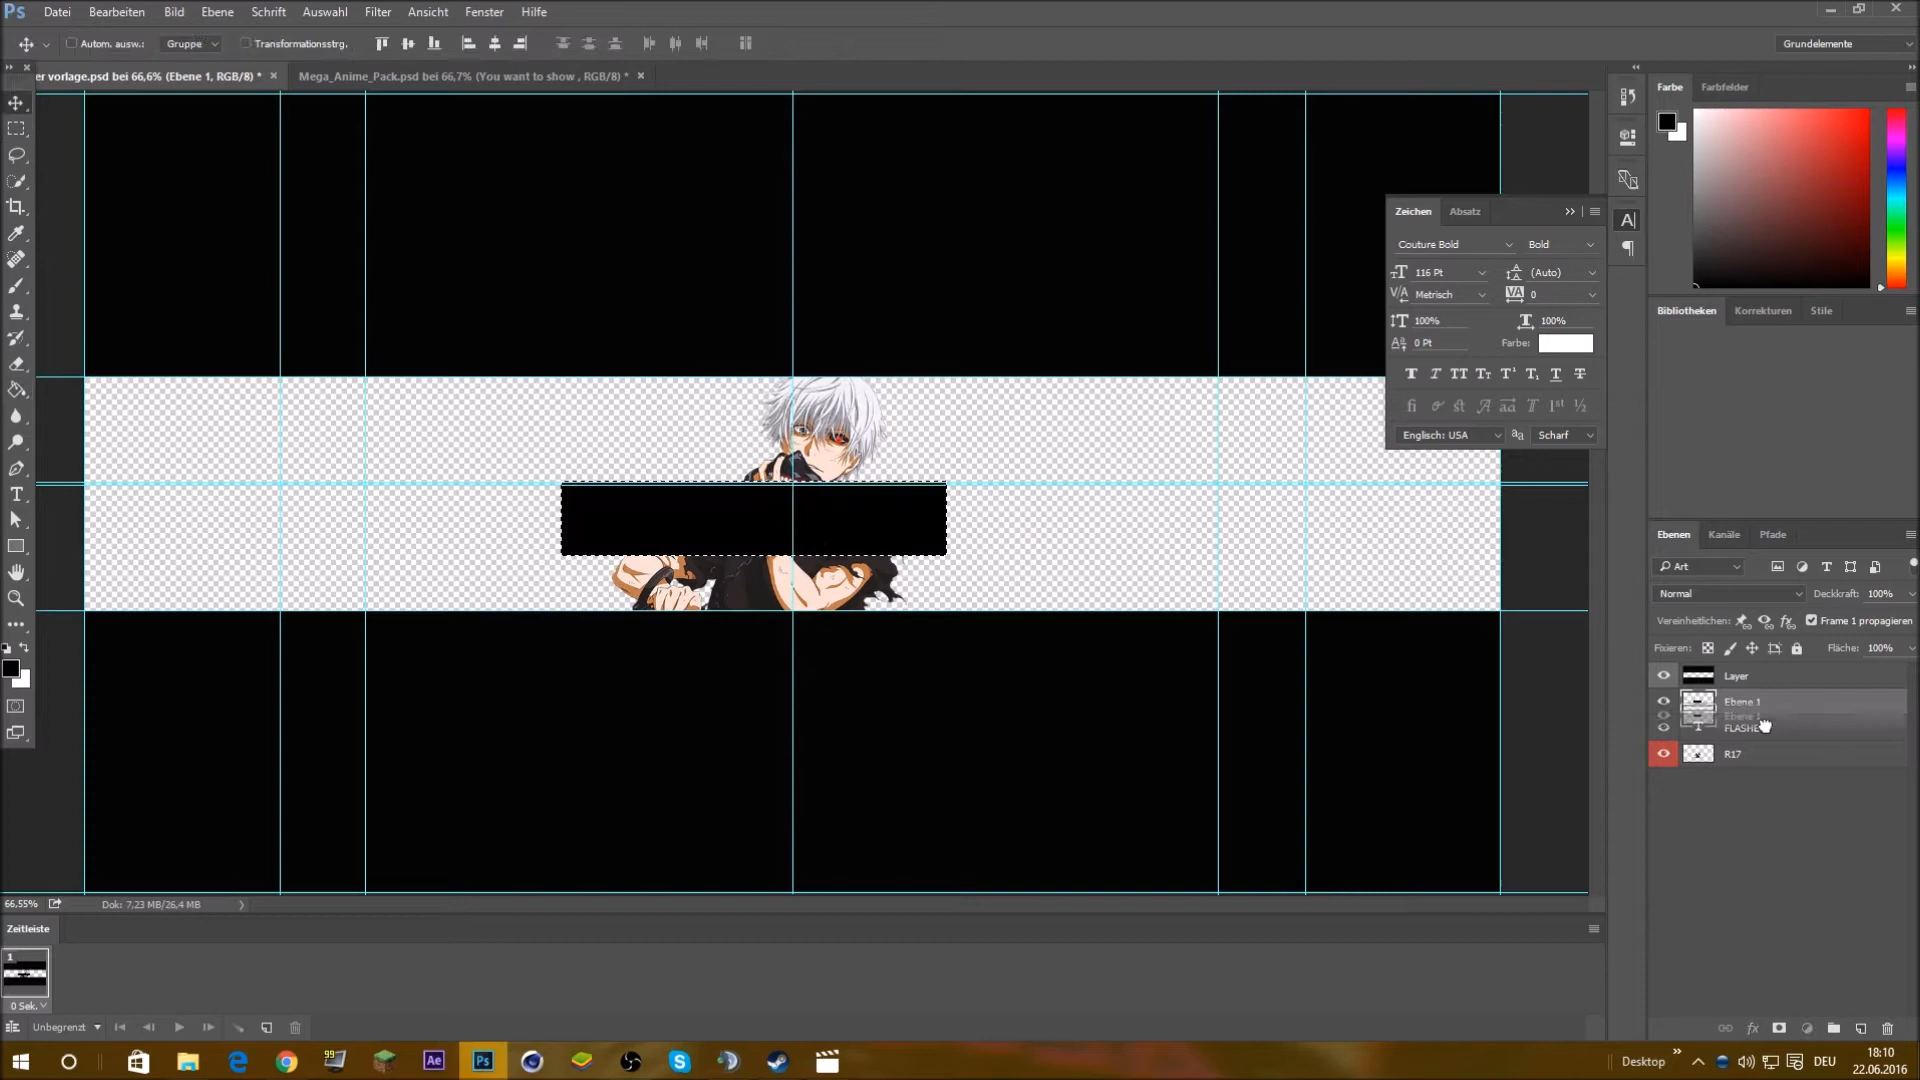 Ps Datei Bearbeiten Bild Ebene Schrift Auswahl Filter Ansicht Fenster Hilfe
Autom. ausw.: Gruppe Transformationsstrg. Grundelemente
er vorlage.psd bei 66,6% (Ebene 1, RGB/8) * Mega_Anime_Pack.psd bei 66,7% (You want to show , RGB/8) *
Farbe Farbfelder
Zeichen Absatz
Couture Bold Bold
116 Pt (Auto)
Metrisch 0
100% 100%
0 Pt Farbe:
Englisch: USA Scharf
Bibliotheken Korrekturen Stile
Ebenen Kanäle Pfade
Art
Normal Deckkraft: 100%
Vereinheitlichen: Frame 1 propagieren
Fixieren: Fläche: 100%
Layer
Ebene 1
Ebene
FLASHE
R17
66,55% Dok: 7,23 MB/26,4 MB
Zeitleiste
1
0 Sek.
Unbegrenzt
99 Ae Ps
Desktop DEU
18:10
22.06.2016